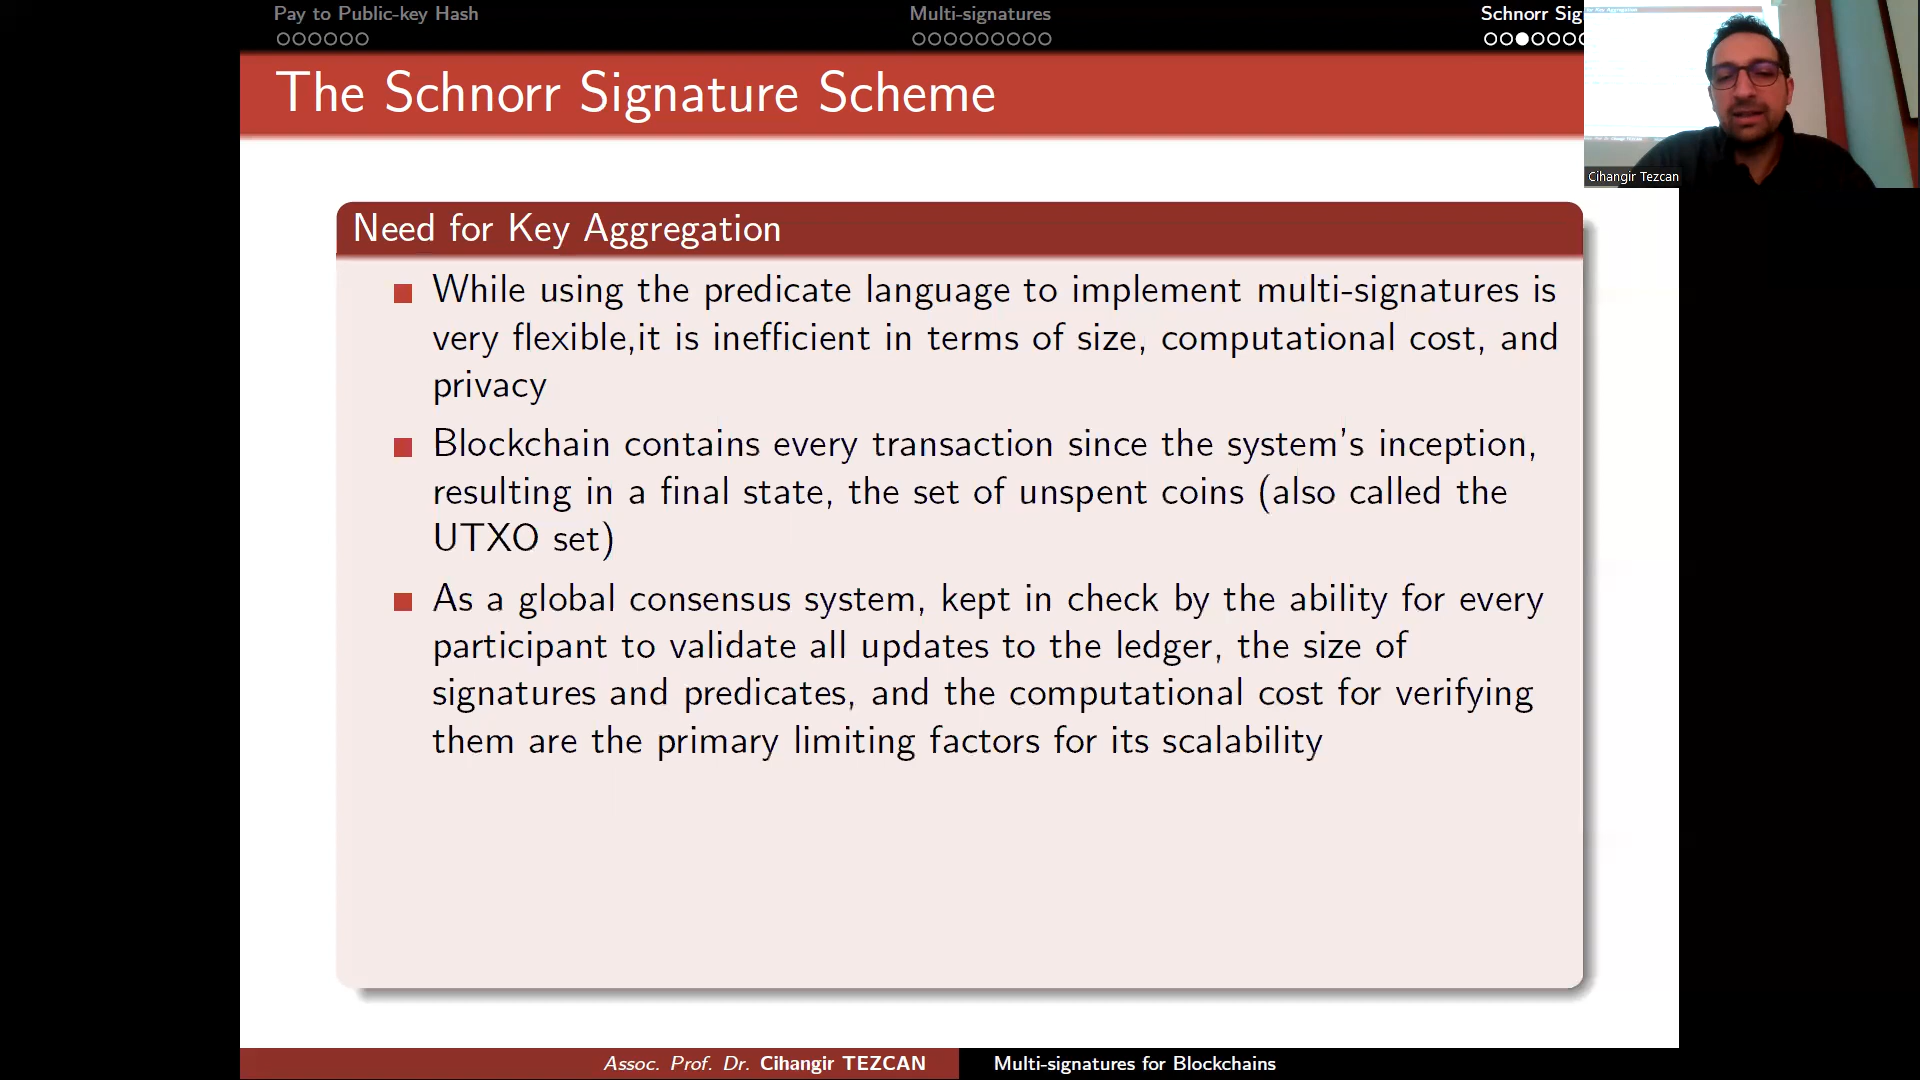 Pay to Public-key Hash
Multi-signatures
Schnorr Sig
The Schnorr Signature Scheme
Cihangir Tezcan
Need for Key Aggregation
While using the predicate language to implement multi-signatures is
very flexible,it is inefficient in terms of size, computational cost, and
privacy
Blockchain contains every transaction since the system's inception,
resulting in a final state, the set of unspent coins (also called the
UTXO set)
As a global consensus system, kept in check by the ability for every
participant to validate all updates to the ledger, the size of
signatures and predicates, and the computational cost for verifying
them are the primary limiting factors for its scalability
Assoc. Prof. Dr. Cihangir TEZCAN
Multi-signatures for Blockchains